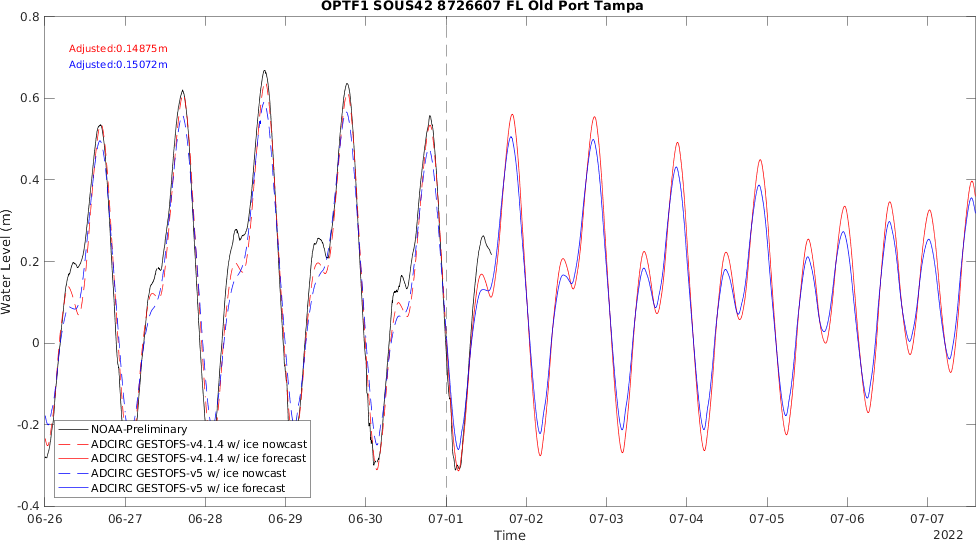 OPTF1 SOUS42 8726607 FL Old Port Tampa
0.8
0.6
0.4
0.2
0
-0.2
-0.4
Water Level (m)
Adjusted:0.14875m
Adjusted:0.15072m
NOAA-Preliminary
ADCIRC GESTOFS-v4.1.4 w/ ice nowcast
ADCIRC GESTOFS-v4.1.4 w/ ice forecast
ADCIRC GESTOFS-v5 w/ ice nowcast
ADCIRC GESTOFS-v5 w/ ice forecast
06-26 06-27 06-28 06-29 06-30 07-01 07-02 07-03 07-04 07-05 07-06 07-07
Time
2022